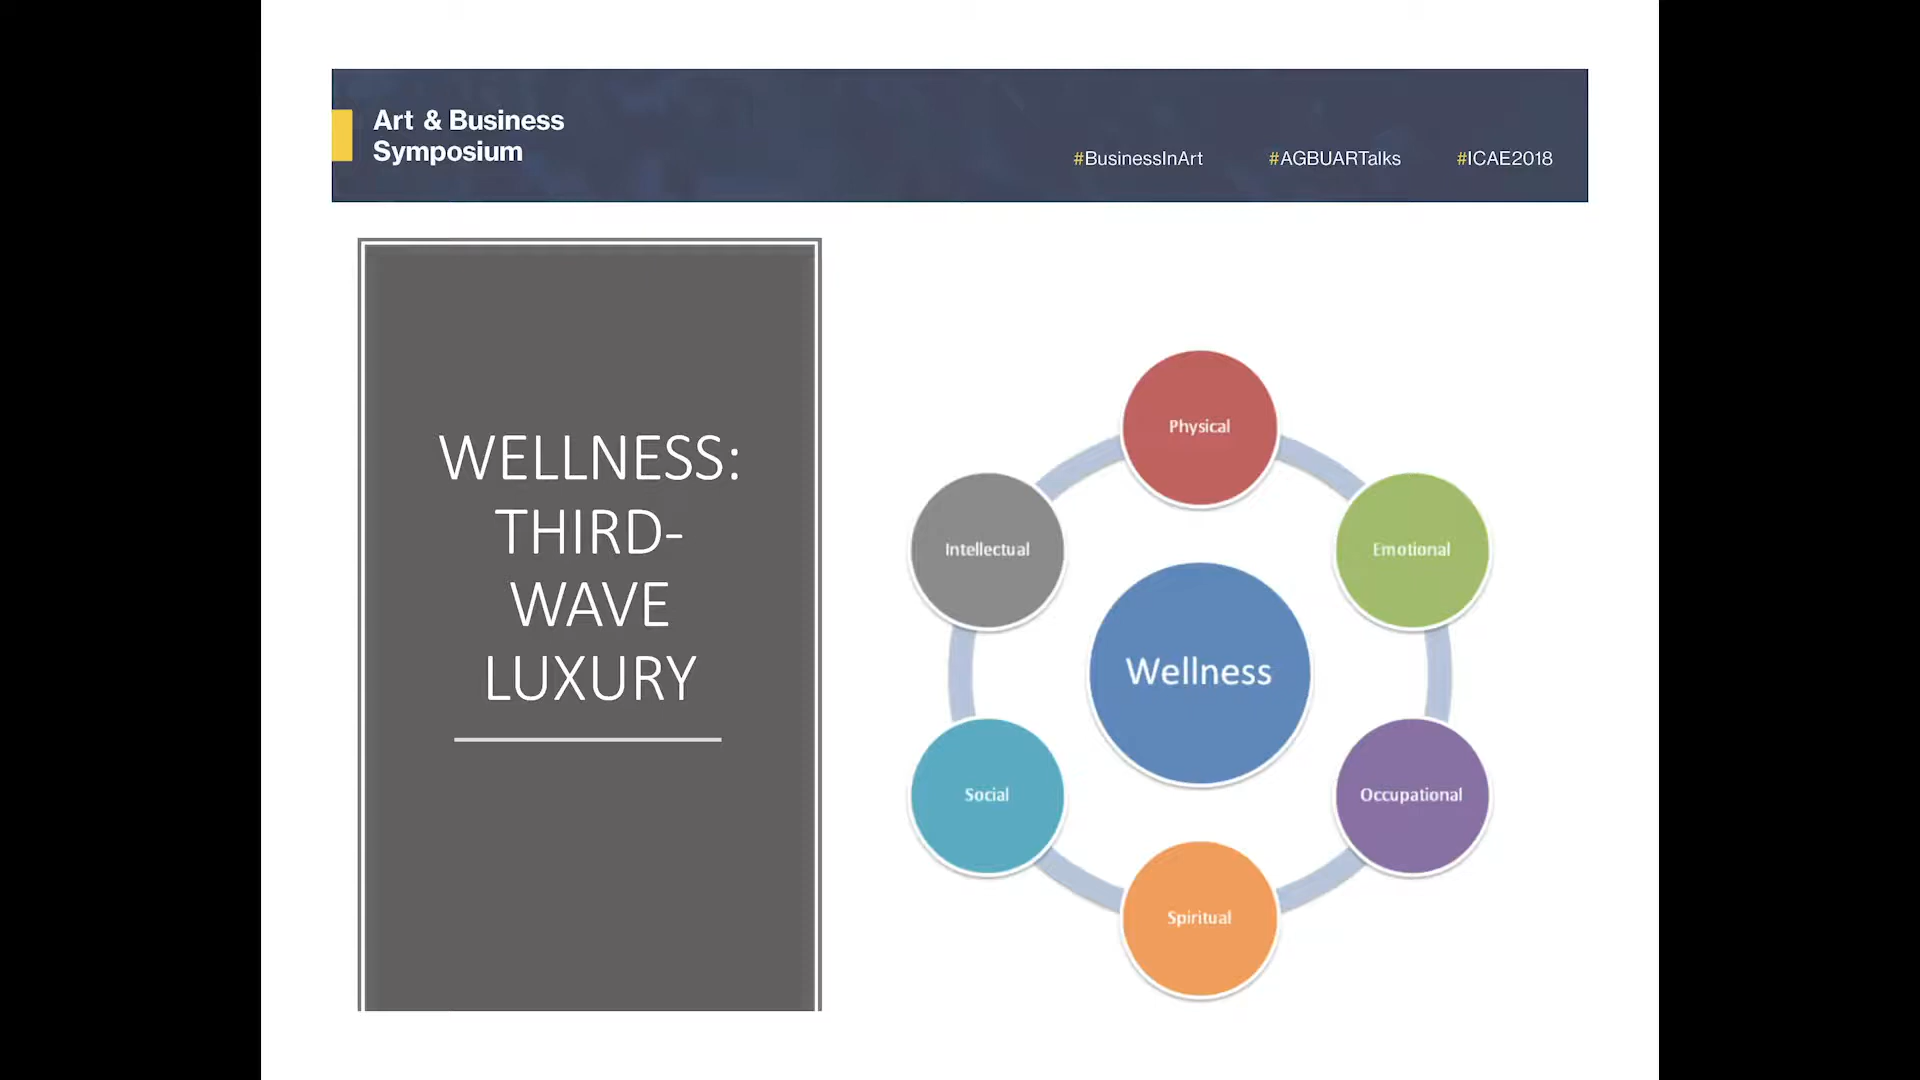 Art & Business
Symposium
#BusinessInArt #AGBUARTalks #ICAE2018
WELLNESS:
THIRD-
WAVE
LUXURY
Physical
Emotional
Occupational
Spiritual
Social
Intellectual
Wellness